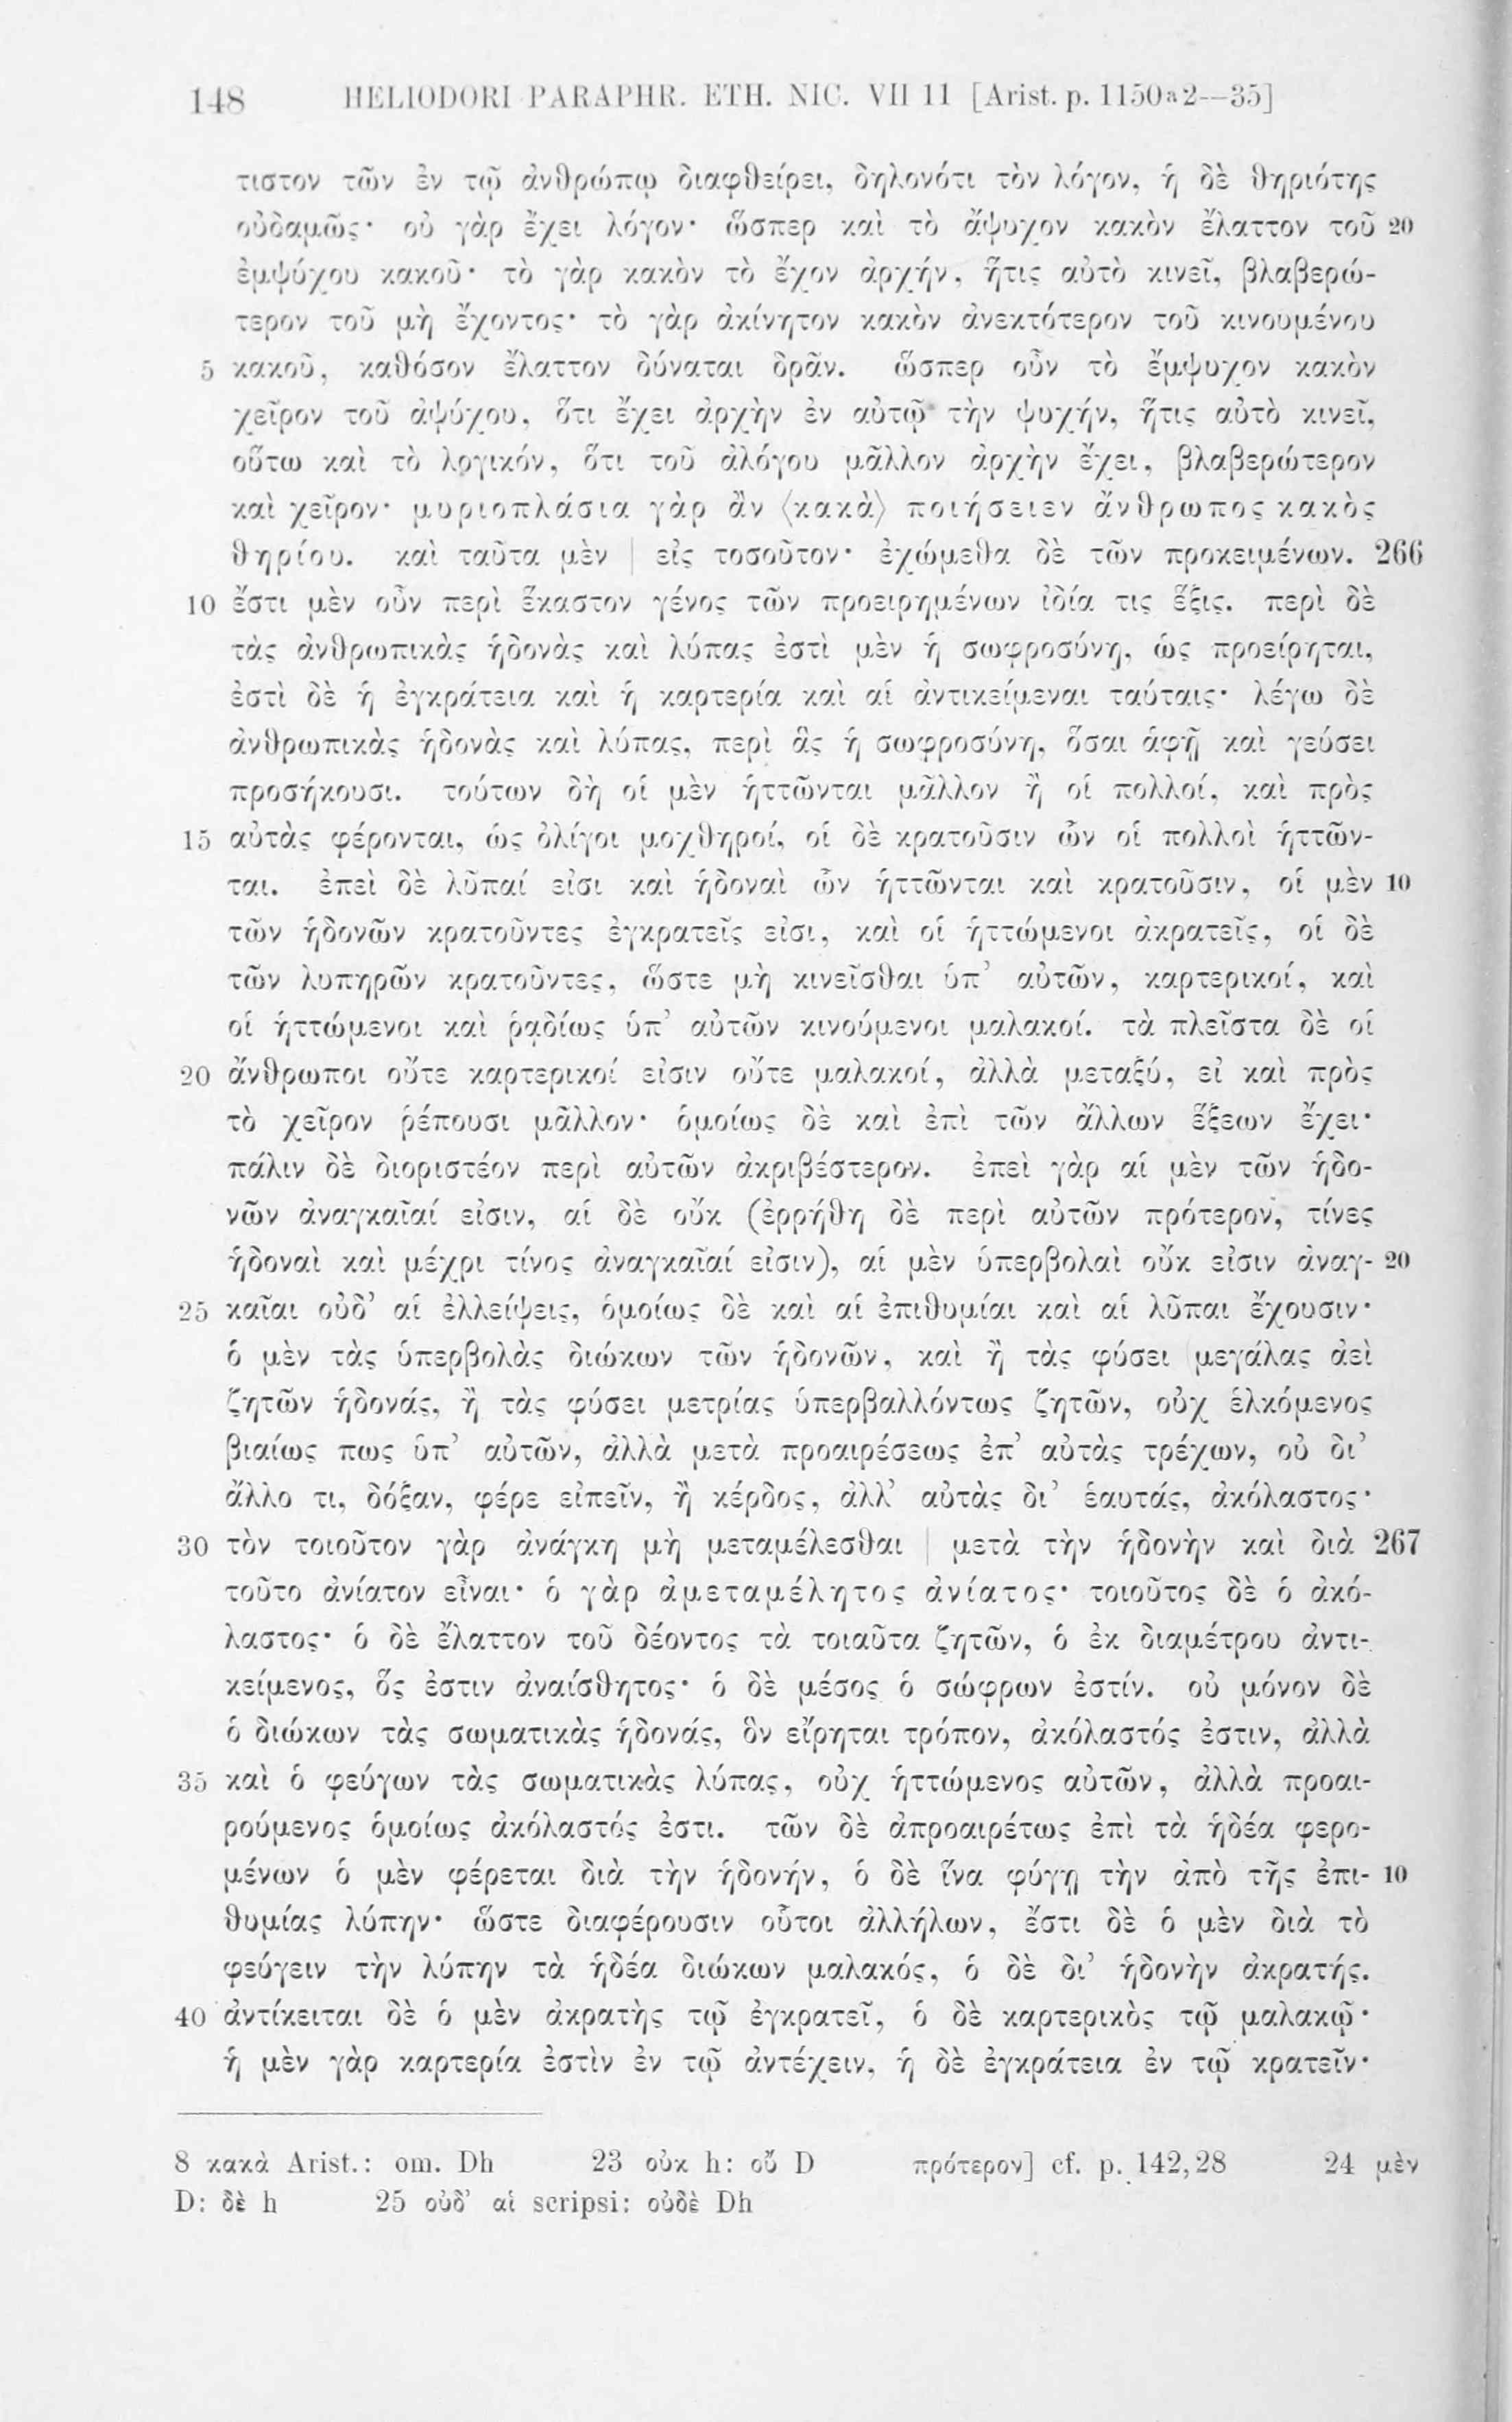 148 HELIODORI PARAPHR. ETH. NIC. VII 11 [Arist. p. 1150a2—35]
τιστον τῶν ἐν τῷ ἀνθρώπῳ διαφθείρει, δηλονότι τὸν λόγον, ἡ δὲ θηριότης
οὐδαμῶς· οὐ γὰρ ἔχει λόγον· ὥσπερ καὶ τὸ ἄψυχον κακὸν ἔλαττον τοῦ 20
ἐμψύχου κακοῦ· τὸ γὰρ κακὸν τὸ ἔχον ἀρχήν, ἥτις αὐτὸ κινεῖ, βλαβερώ-
τερον τοῦ μὴ ἔχοντος· τὸ γὰρ ἀκίνητον κακὸν ἀνεκτότερον τοῦ κινουμένου
5 κακοῦ, καθόσον ἔλαττον δύναται δρᾶν. ὥσπερ οὖν τὸ ἔμψυχον κακὸν
χεῖρον τοῦ ἀψύχου, ὅτι ἔχει ἀρχὴν ἐν αὐτῷ τὴν ψυχήν, ἥτις αὐτὸ κινεῖ,
οὕτω καὶ τὸ λογικόν, ὅτι τοῦ ἀλόγου μᾶλλον ἀρχὴν ἔχει, βλαβερώτερον
καὶ χεῖρον· μυριοπλάσια γὰρ ἂν ⟨κακὰ⟩ ποιήσειεν ἄνθρωπος κακὸς
θηρίου. καὶ ταῦτα μὲν | εἰς τοσοῦτον· ἐχώμεθα δὲ τῶν προκειμένων. 266
10 ἔστι μὲν οὖν περὶ ἕκαστον γένος τῶν προειρημένων ἰδία τις ἕξις. περὶ δὲ
τὰς ἀνθρωπικὰς ἡδονὰς καὶ λύπας ἐστὶ μὲν ἡ σωφροσύνη, ὡς προείρηται,
ἐστὶ δὲ ἡ ἐγκράτεια καὶ ἡ καρτερία καὶ αἱ ἀντικείμεναι ταύταις· λέγω δὲ
ἀνθρωπικὰς ἡδονὰς καὶ λύπας, περὶ ἃς ἡ σωφροσύνη, ὅσαι ἁφῇ καὶ γεύσει
προσήκουσι. τούτων δὴ οἱ μὲν ἡττῶνται μᾶλλον ἢ οἱ πολλοί, καὶ πρὸς
15 αὐτὰς φέρονται, ὡς ὀλίγοι μοχθηροί, οἱ δὲ κρατοῦσιν ὧν οἱ πολλοὶ ἡττῶν-
ται. ἐπεὶ δὲ λῦπαί εἰσι καὶ ἡδοναὶ ὧν ἡττῶνται καὶ κρατοῦσιν, οἱ μὲν 10
τῶν ἡδονῶν κρατοῦντες ἐγκρατεῖς εἰσι, καὶ οἱ ἡττώμενοι ἀκρατεῖς, οἱ δὲ
τῶν λυπηρῶν κρατοῦντες, ὥστε μὴ κινεῖσθαι ὑπ’ αὐτῶν, καρτερικοί, καὶ
οἱ ἡττώμενοι καὶ ῥᾳδίως ὑπ’ αὐτῶν κινούμενοι μαλακοί. τὰ πλεῖστα δὲ οἱ
20 ἄνθρωποι οὔτε καρτερικοί εἰσιν οὔτε μαλακοί, ἀλλὰ μεταξύ, εἰ καὶ πρὸς
τὸ χεῖρον ῥέπουσι μᾶλλον· ὁμοίως δὲ καὶ ἐπὶ τῶν ἄλλων ἕξεων ἔχει·
πάλιν δὲ διοριστέον περὶ αὐτῶν ἀκριβέστερον. ἐπεὶ γὰρ αἱ μὲν τῶν ἡδο-
νῶν ἀναγκαῖαί εἰσιν, αἱ δὲ οὔκ (ἐρρήθη δὲ περὶ αὐτῶν πρότερον, τίνες
ἡδοναὶ καὶ μέχρι τίνος ἀναγκαῖαί εἰσιν), αἱ μὲν ὑπερβολαὶ οὔκ εἰσιν ἀναγ- 20
25 καῖαι οὐδ’ αἱ ἐλλείψεις, ὁμοίως δὲ καὶ αἱ ἐπιθυμίαι καὶ αἱ λῦπαι ἔχουσιν·
ὁ μὲν τὰς ὑπερβολὰς διώκων τῶν ἡδονῶν, καὶ ἢ τὰς φύσει μεγάλας ἀεὶ
ζητῶν ἡδονάς, ἢ τὰς φύσει μετρίας ὑπερβαλλόντως ζητῶν, οὐχ ἑλκόμενος
βιαίως πως ὑπ’ αὐτῶν, ἀλλὰ μετὰ προαιρέσεως ἐπ’ αὐτὰς τρέχων, οὐ δι’
ἄλλο τι, δόξαν, φέρε εἰπεῖν, ἢ κέρδος, ἀλλ’ αὐτὰς δι’ ἑαυτάς, ἀκόλαστος·
30 τὸν τοιοῦτον γὰρ ἀνάγκη μὴ μεταμέλεσθαι | μετὰ τὴν ἡδονὴν καὶ διὰ 267
τοῦτο ἀνίατον εἶναι· ὁ γὰρ ἀμεταμέλητος ἀνίατος· τοιοῦτος δὲ ὁ ἀκό-
λαστος· ὁ δὲ ἔλαττον τοῦ δέοντος τὰ τοιαῦτα ζητῶν, ὁ ἐκ διαμέτρου ἀντι-
κείμενος, ὅς ἐστιν ἀναίσθητος· ὁ δὲ μέσος ὁ σώφρων ἐστίν. οὐ μόνον δὲ
ὁ διώκων τὰς σωματικὰς ἡδονάς, ὃν εἴρηται τρόπον, ἀκόλαστός ἐστιν, ἀλλὰ
35 καὶ ὁ φεύγων τὰς σωματικὰς λύπας, οὐχ ἡττώμενος αὐτῶν, ἀλλὰ προαι-
ρούμενος ὁμοίως ἀκόλαστός ἐστι. τῶν δὲ ἀπροαιρέτως ἐπὶ τὰ ἡδέα φερο-
μένων ὁ μὲν φέρεται διὰ τὴν ἡδονήν, ὁ δὲ ἵνα φύγῃ τὴν ἀπὸ τῆς ἐπι- 10
θυμίας λύπην· ὥστε διαφέρουσιν οὗτοι ἀλλήλων, ἔστι δὲ ὁ μὲν διὰ τὸ
φεύγειν τὴν λύπην τὰ ἡδέα διώκων μαλακός, ὁ δὲ δι’ ἡδονὴν ἀκρατής.
40 ἀντίκειται δὲ ὁ μὲν ἀκρατὴς τῷ ἐγκρατεῖ, ὁ δὲ καρτερικὸς τῷ μαλακῷ·
ἡ μὲν γὰρ καρτερία ἐστὶν ἐν τῷ ἀντέχειν, ἡ δὲ ἐγκράτεια ἐν τῷ κρατεῖν·
8 κακὰ Arist.: om. Dh 23 οὐκ h: οὔ D πρότερον] cf. p. 142,28 24 μὲν
D: δὲ h 25 οὐδ’ αἱ scripsi: οὐδὲ Dh